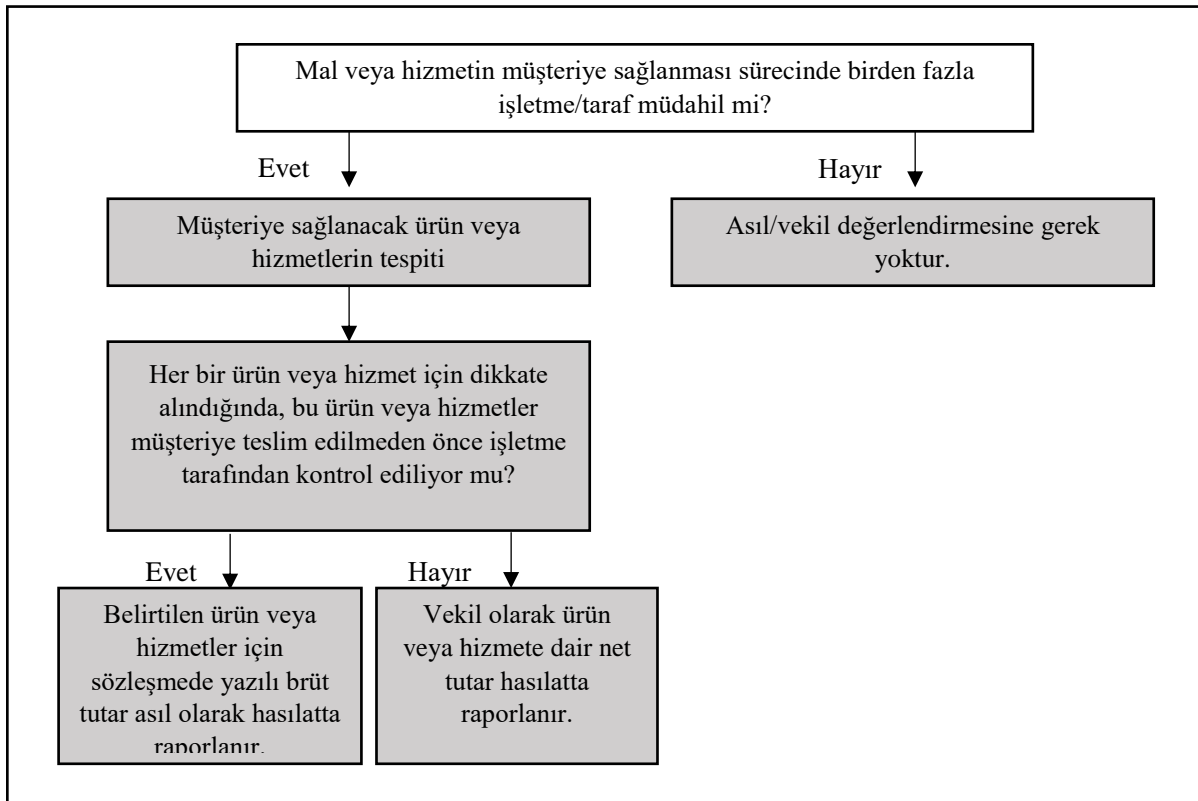 Mal veya hizmetin müşteriye sağlanması sürecinde birden fazla
işletme/taraf müdahil mi?
Evet
Hayır
Müşteriye sağlanacak ürün veya
hizmetlerin tespiti
Asıl/vekil değerlendirmesine gerek
yoktur.
Her bir ürün veya hizmet için dikkate
alındığında, bu ürün veya hizmetler
müşteriye teslim edilmeden önce işletme
tarafından kontrol ediliyor mu?
Evet
Hayır
Belirtilen ürün veya
hizmetler için
sözleşmede yazılı brüt
tutar asıl olarak hasılatta
raporlanır.
Vekil olarak ürün
veya hizmete dair net
tutar hasılatta
raporlanır.